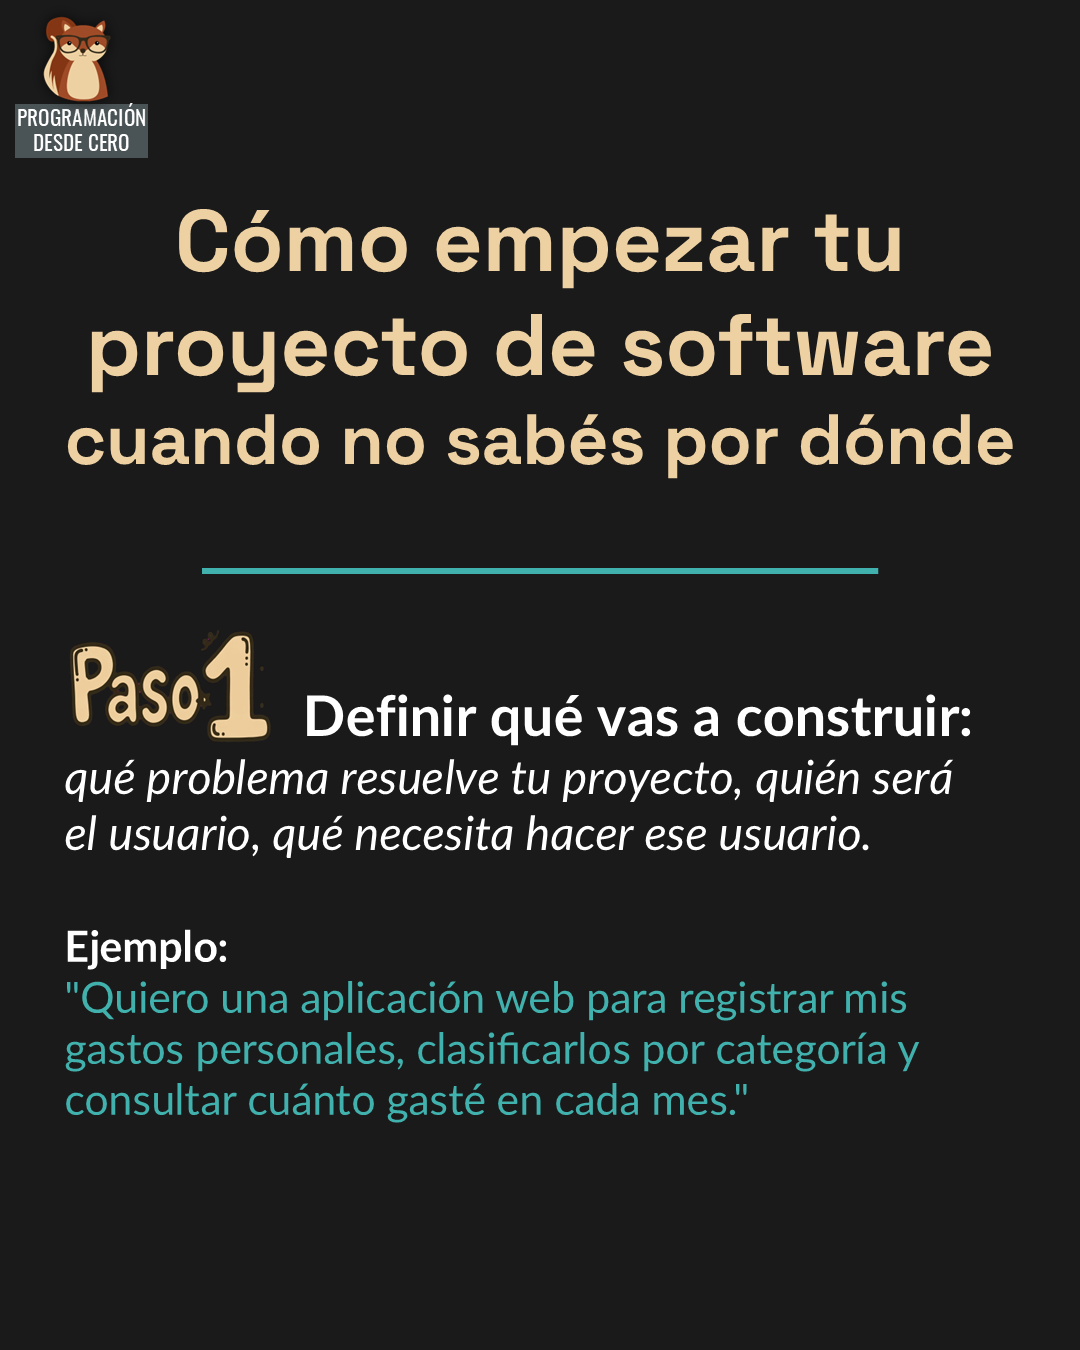 PROGRAMACIÓN
DESDE CERO
Cómo empezar tu
proyecto de software
cuando no sabés por dónde
Paso 1 Definir qué vas a construir:
qué problema resuelve tu proyecto, quién será
el usuario, qué necesita hacer ese usuario.
Ejemplo:
"Quiero una aplicación web para registrar mis
gastos personales, clasificarlos por categoría y
consultar cuánto gasté en cada mes."